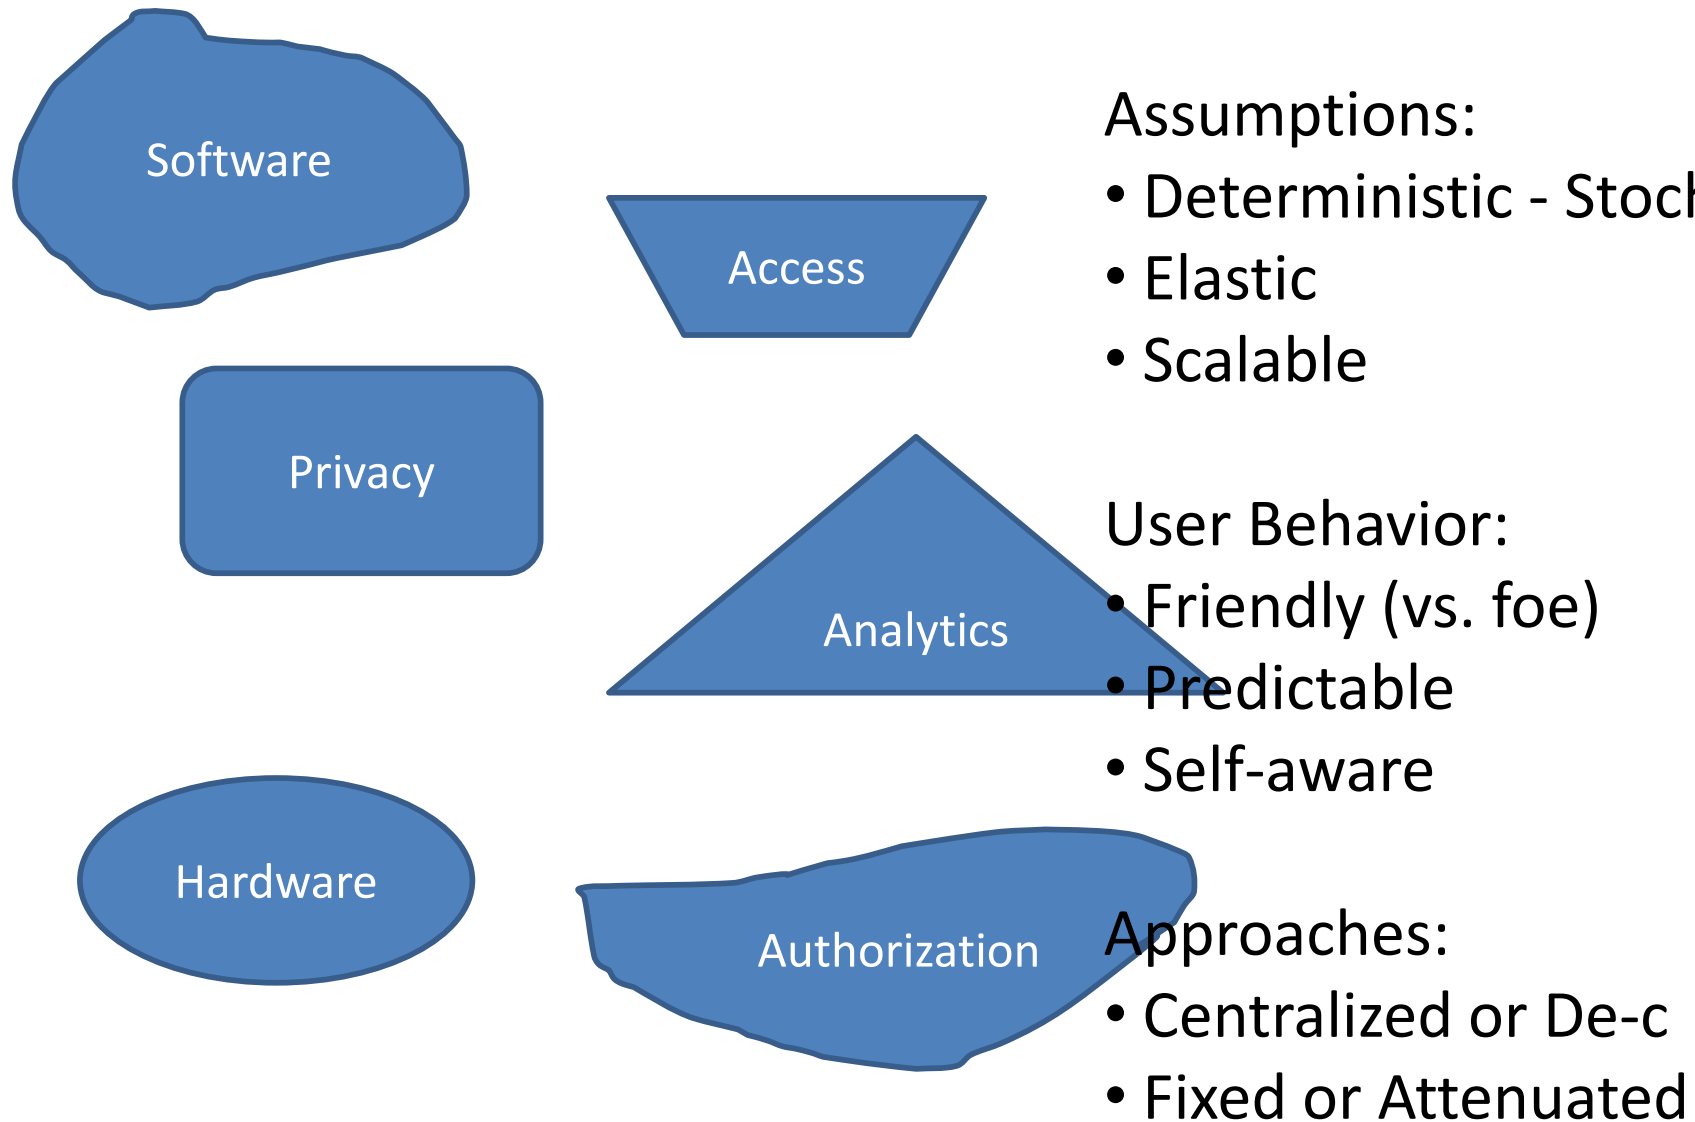 Software
Access
Privacy
Analytics
Hardware
Authorization
Assumptions:
• Deterministic -
• Elastic
• Scalable
User Behavior:
• Friendly (vs. foe)
• Predictable
• Self-aware
Approaches:
• Centralized or De-c
• Fixed or Attenuated